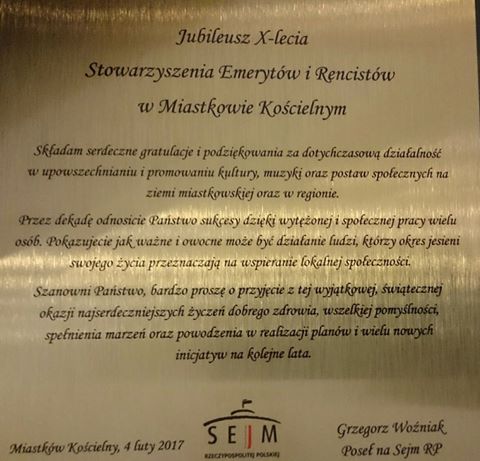 Jubileusz X-lecia
Stowarzyszenia Emerytów i Rencistów
w Miastkowie Kościelnym
Składam serdeczne gratulacje i podziękowania za dotychczasową działalność
w upowszechnianiu i promowaniu kultury, muzyki oraz postaw społecznych na
ziemi miastkowskiej oraz w regionie.
Przez dekadę odnosicie Państwo sukcesy dzięki wytężonej i społecznej pracy wielu
osób. Pokazujecie jak ważne i owocne może być działanie ludzi, którzy okres jesieni
swojego życia przeznaczają na wspieranie lokalnej społeczności.
Szanowni Państwo, bardzo proszę o przyjęcie z tej wyjątkowej, świątecznej
okazji najserdeczniejszych życzeń dobrego zdrowia, wszelkiej pomyślności,
spełnienia marzeń oraz powodzenia w realizacji planów i wielu nowych
inicjatyw na kolejne lata.
Miastków Kościelny, 4 luty 2017
SEJM
RZECZYPOSPOLITEJ POLSKIEJ
Grzegorz Woźniak
Poseł na Sejm RP